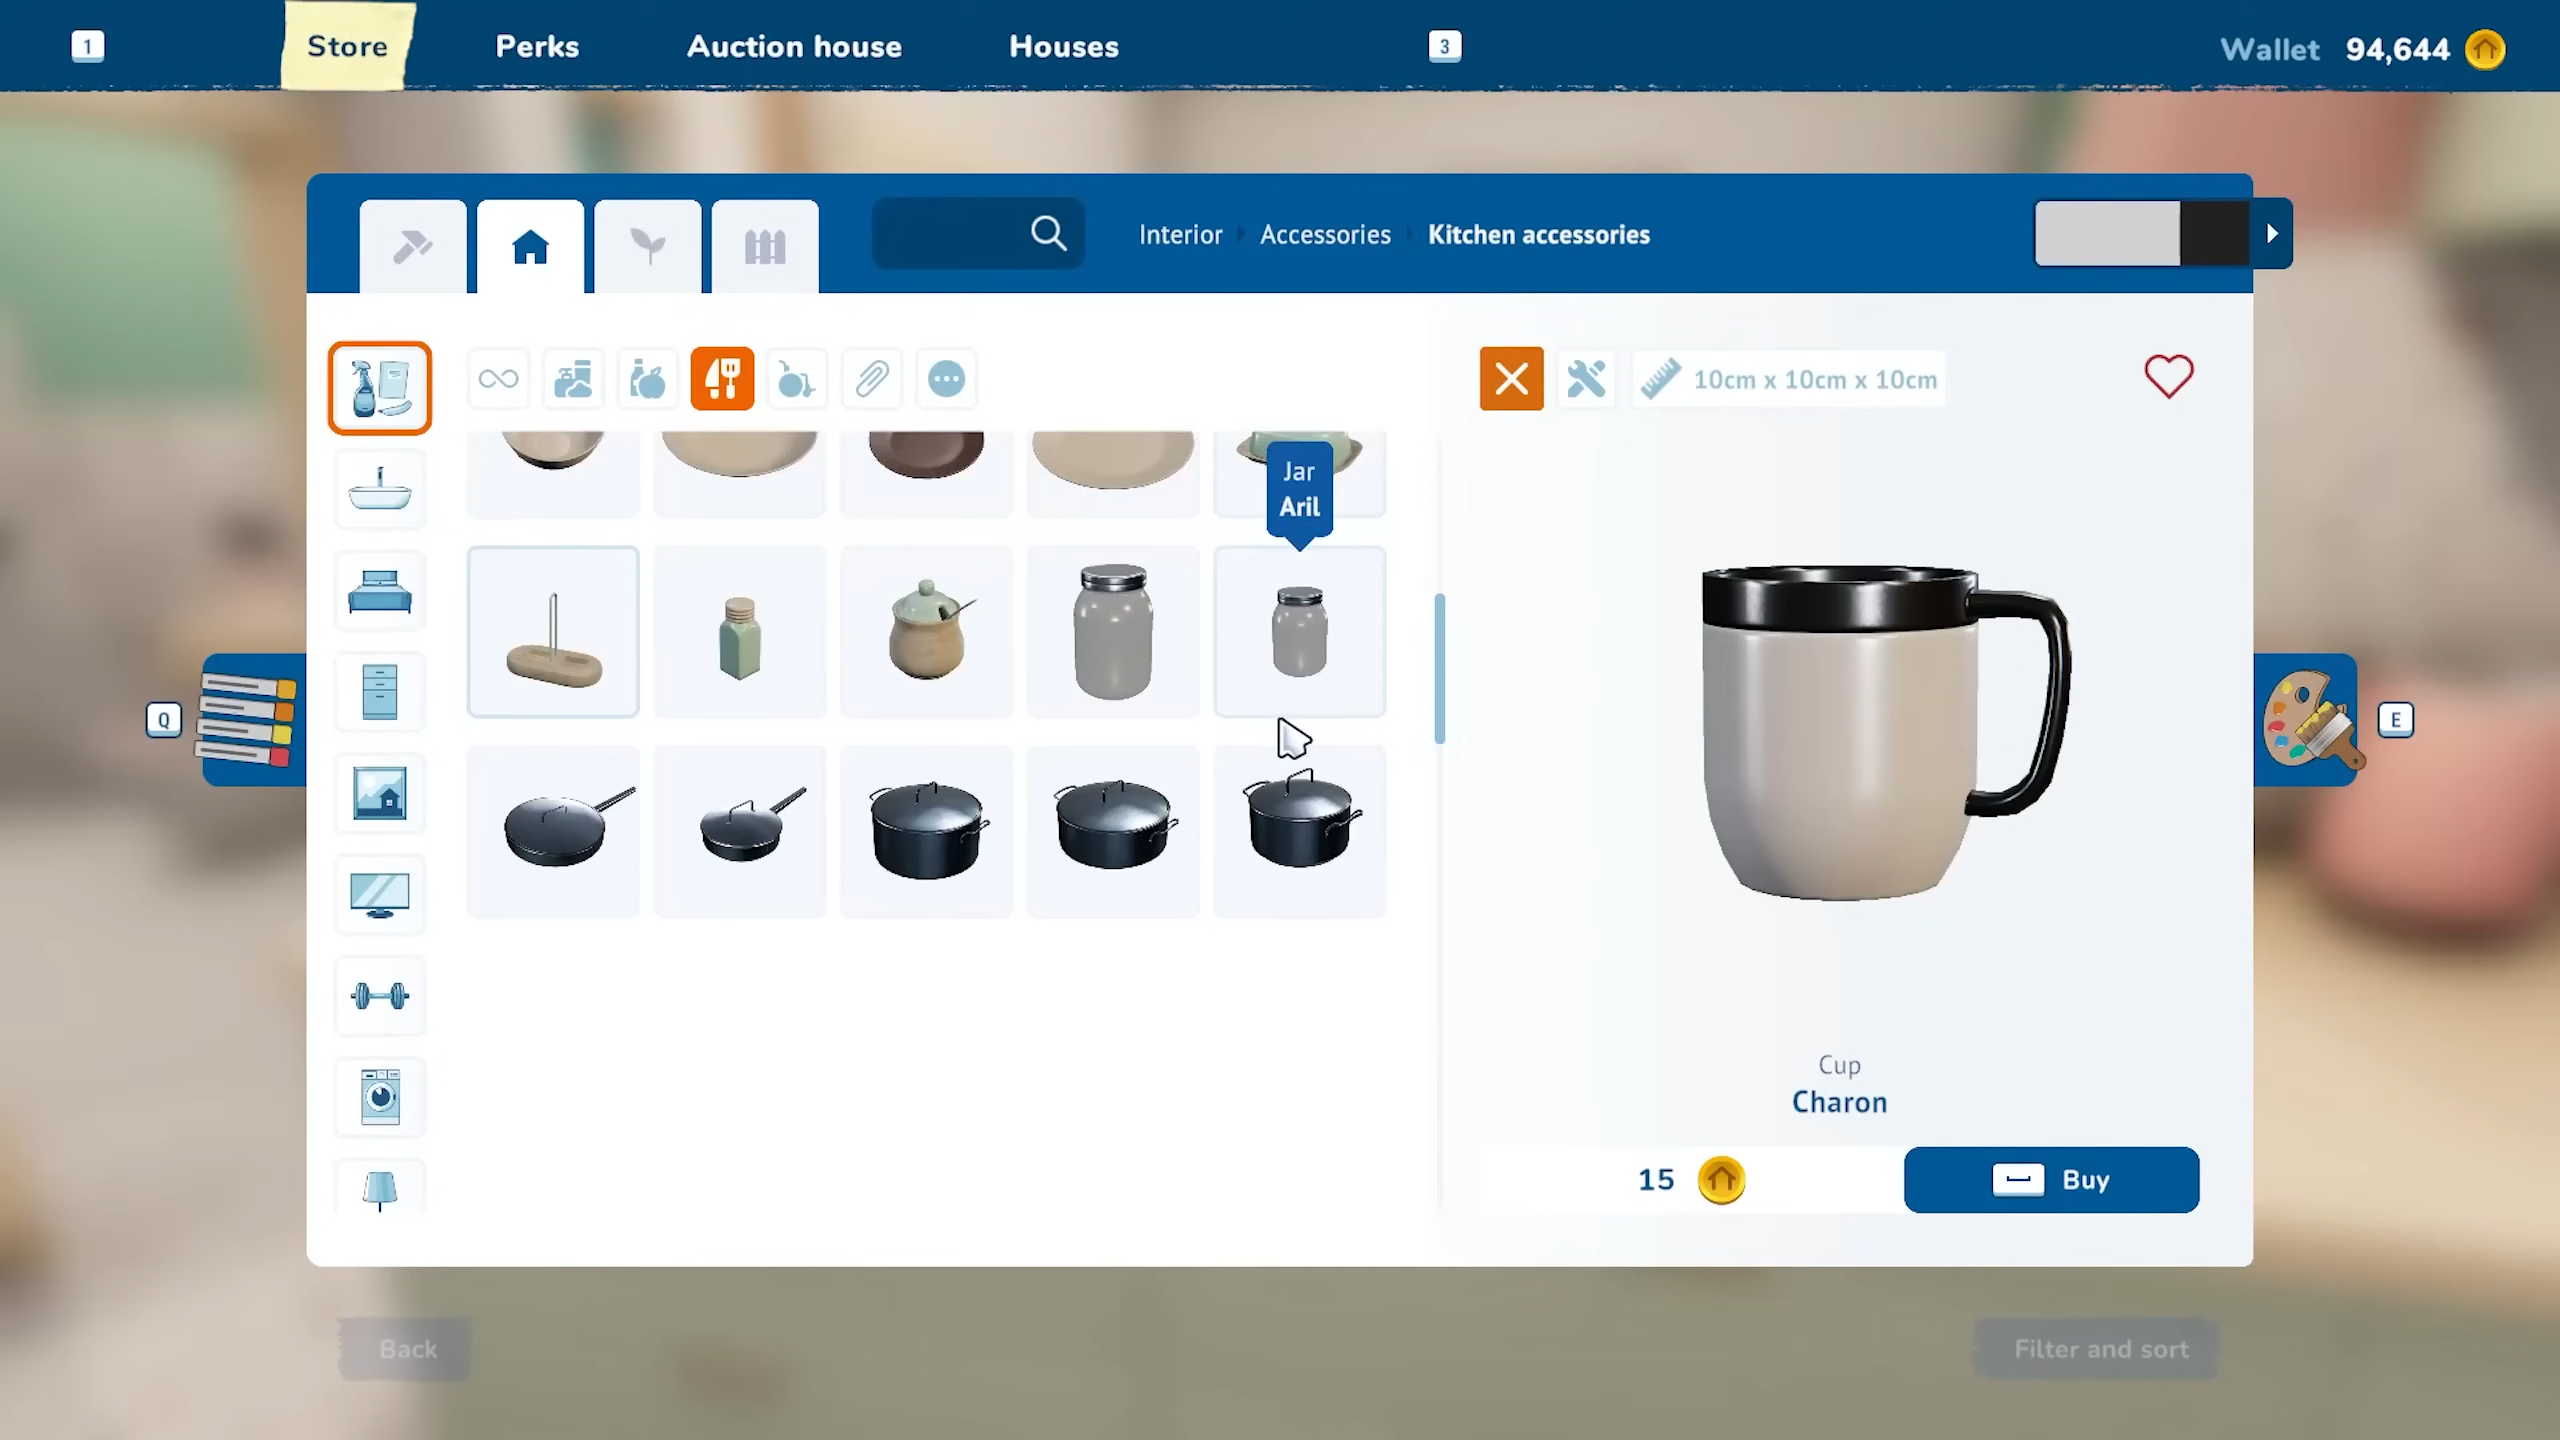 1
Store
Perks
Auction house
Houses
3
Wallet 94,644
Interior
Accessories
Kitchen accessories
10cm x 10cm x 10cm
Jar
Aril
Q
E
Cup
Charon
15
Buy
Back
Filter and sort